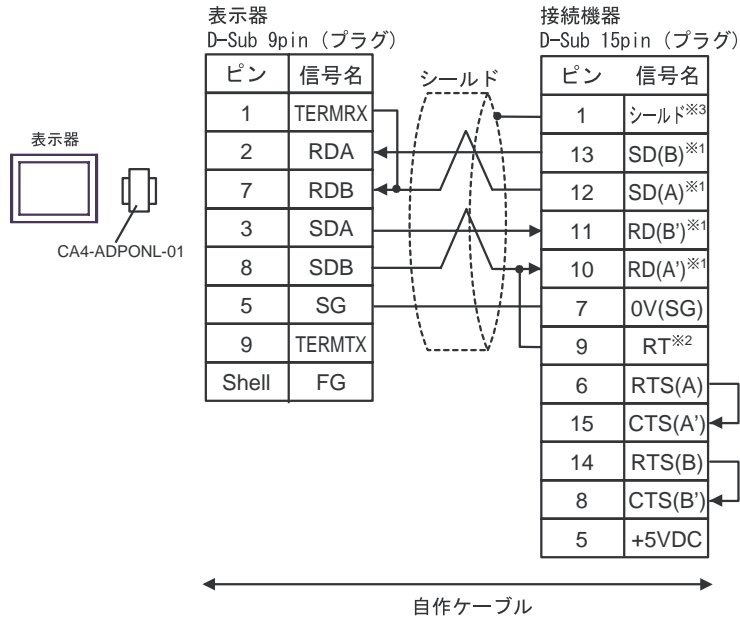 表示器
D-Sub 9pin (プラグ)
ピン 信号名
1 TERMRX
2 RDA
7 RDB
3 SDA
8 SDB
5 SG
9 TERMTX
Shell FG
シールド
接続機器
D-Sub 15pin (プラグ)
ピン 信号名
1 シールド※3
13 SD(B)※1
12 SD(A)※1
11 RD(B')※1
10 RD(A')※1
7 0V(SG)
9 RT※2
6 RTS(A)
15 CTS(A')
14 RTS(B)
8 CTS(B')
5 +5VDC
表示器
CA4-ADPONL-01
自作ケーブル